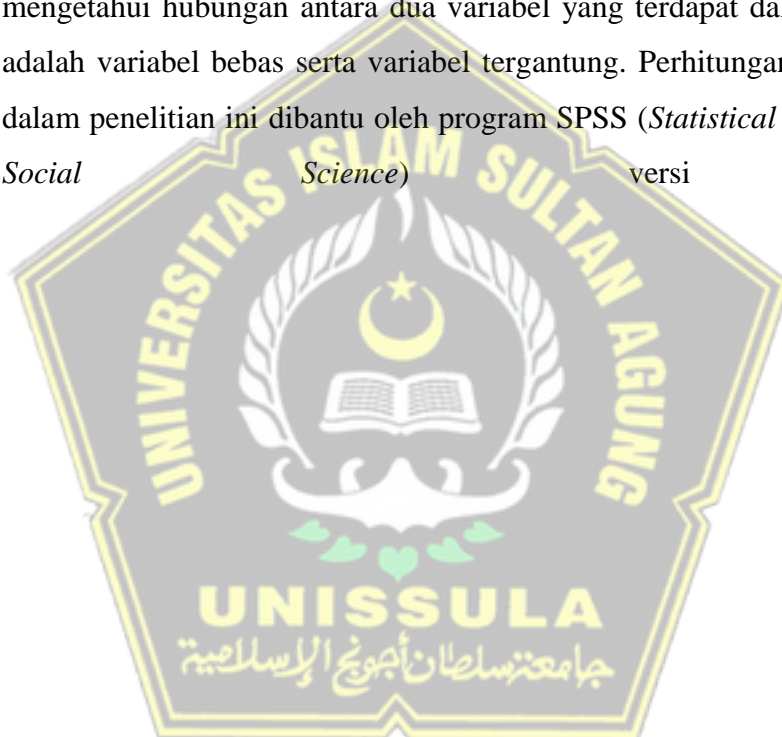 mengetahui hubungan antara dua variabel yang terdapat da
adalah variabel bebas serta variabel tergantung. Perhitungan
dalam penelitian ini dibantu oleh program SPSS (Statistical
Social Science) versi
UNIVERSITAS ISLAM SULTAN AGUNG
UNISSULA
جامعة سلطان أجونج الإسلامية